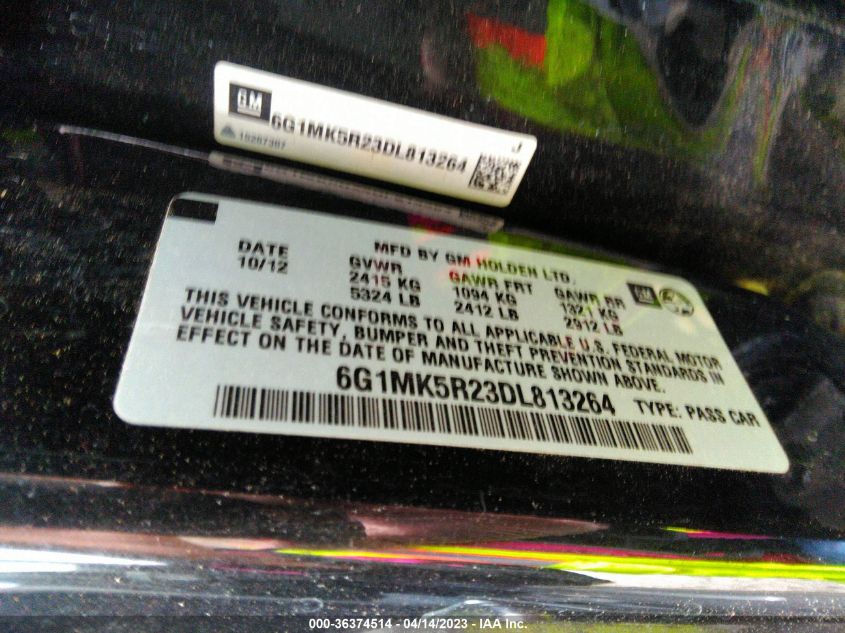 GM
6G1MK5R23DL813264
J
MFD BY GM HOLDEN LTD.
DATE GVWR GAWR FRT GAWR RR
10/12 2415 KG 1094 KG 1321 KG
5324 LB 2412 LB 2912 LB
GM
THIS VEHICLE CONFORMS TO ALL APPLICABLE U.S. FEDERAL MOTOR
VEHICLE SAFETY, BUMPER AND THEFT PREVENTION STANDARDS IN
EFFECT ON THE DATE OF MANUFACTURE SHOWN ABOVE.
6G1MK5R23DL813264 TYPE: PASS CAR
000-36374514 / 04/14/2023 - IAA Inc.